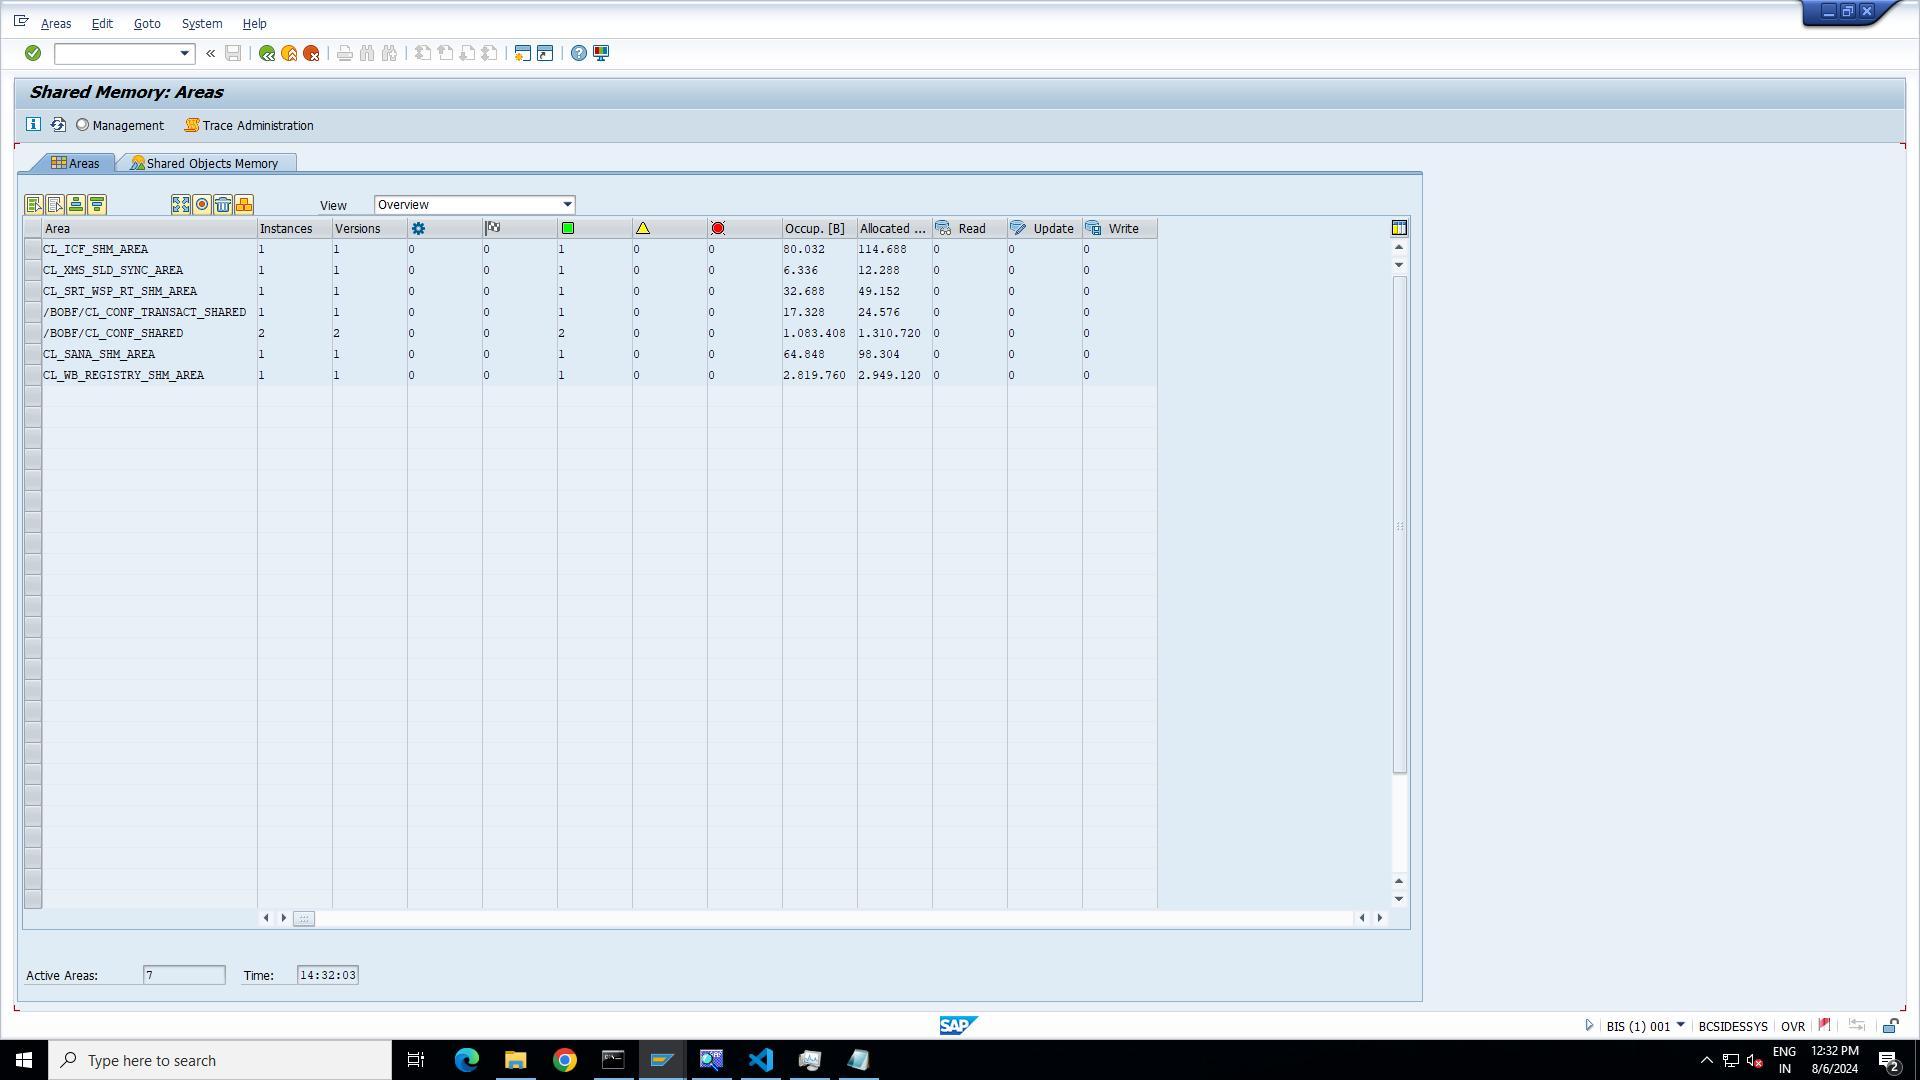 Areas Edit Goto System Help
Shared Memory: Areas
Management Trace Administration
Areas Shared Objects Memory
View Overview
Area Instances Versions Occup. [B] Allocated ... Read Update Write
CL_ICF_SHM_AREA 1 1 0 0 1 0 0 80.032 114.688 0 0 0
CL_XMS_SLD_SYNC_AREA 1 1 0 0 1 0 0 6.336 12.288 0 0 0
CL_SRT_WSP_RT_SHM_AREA 1 1 0 0 1 0 0 32.688 49.152 0 0 0
/BOBF/CL_CONF_TRANSACT_SHARED 1 1 0 0 1 0 0 17.328 24.576 0 0 0
/BOBF/CL_CONF_SHARED 2 2 0 0 2 0 0 1.083.408 1.310.720 0 0 0
CL_SANA_SHM_AREA 1 1 0 0 1 0 0 64.848 98.304 0 0 0
CL_WB_REGISTRY_SHM_AREA 1 1 0 0 1 0 0 2.819.760 2.949.120 0 0 0
Active Areas: 7 Time: 14:32:03
SAP
BIS (1) 001 BCSIDESSYS OVR
Type here to search
ENG
IN
12:32 PM
8/6/2024
2